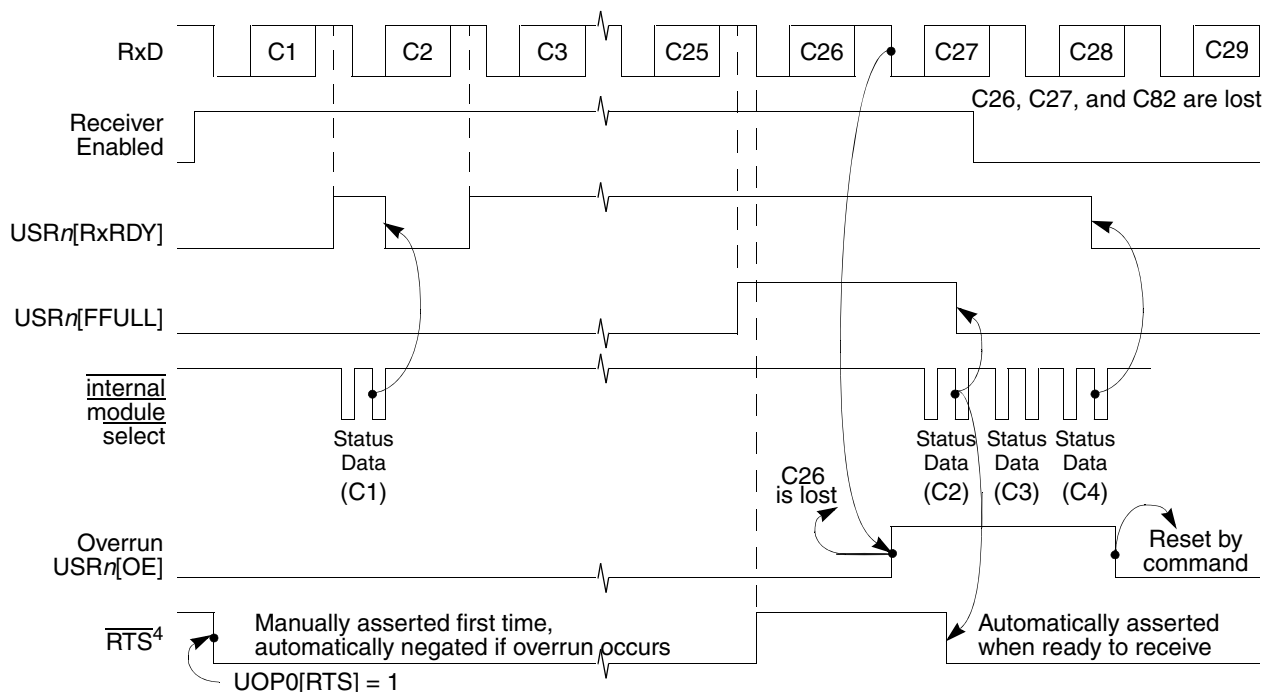 RxD
C1
C2
C3
C25
C26
C27
C28
C29
C26, C27, and C82 are lost
Receiver
Enabled
USRn[RxRDY]
USRn[FFULL]
internal
module
select
Status
Data
(C1)
Status
Data
(C2)
Status
Data
(C3)
Status
Data
(C4)
C26
is lost
Overrun
USRn[OE]
Reset by
command
RTS4
Manually asserted first time,
automatically negated if overrun occurs
Automatically asserted
when ready to receive
UOP0[RTS] = 1